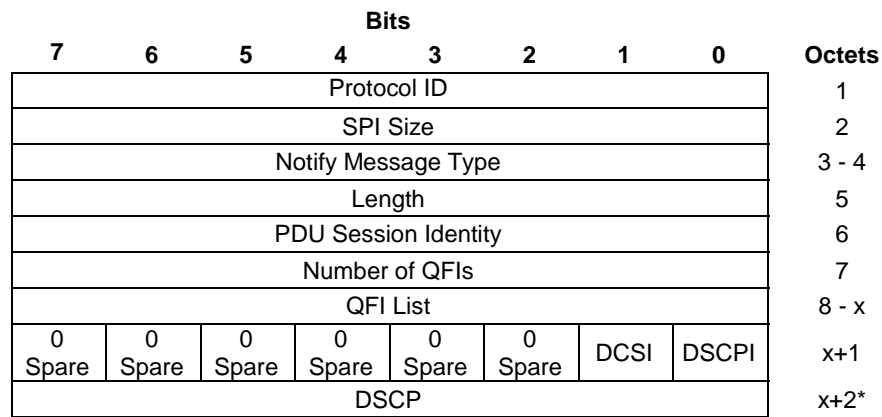 Bits
7 6 5 4 3 2 1 0 Octets
Protocol ID 1
SPI Size 2
Notify Message Type 3 - 4
Length 5
PDU Session Identity 6
Number of QFIs 7
QFI List 8 - x
0 0 0 0 0 0 DCSI DSCPI x+1
Spare Spare Spare Spare Spare Spare
DSCP x+2*